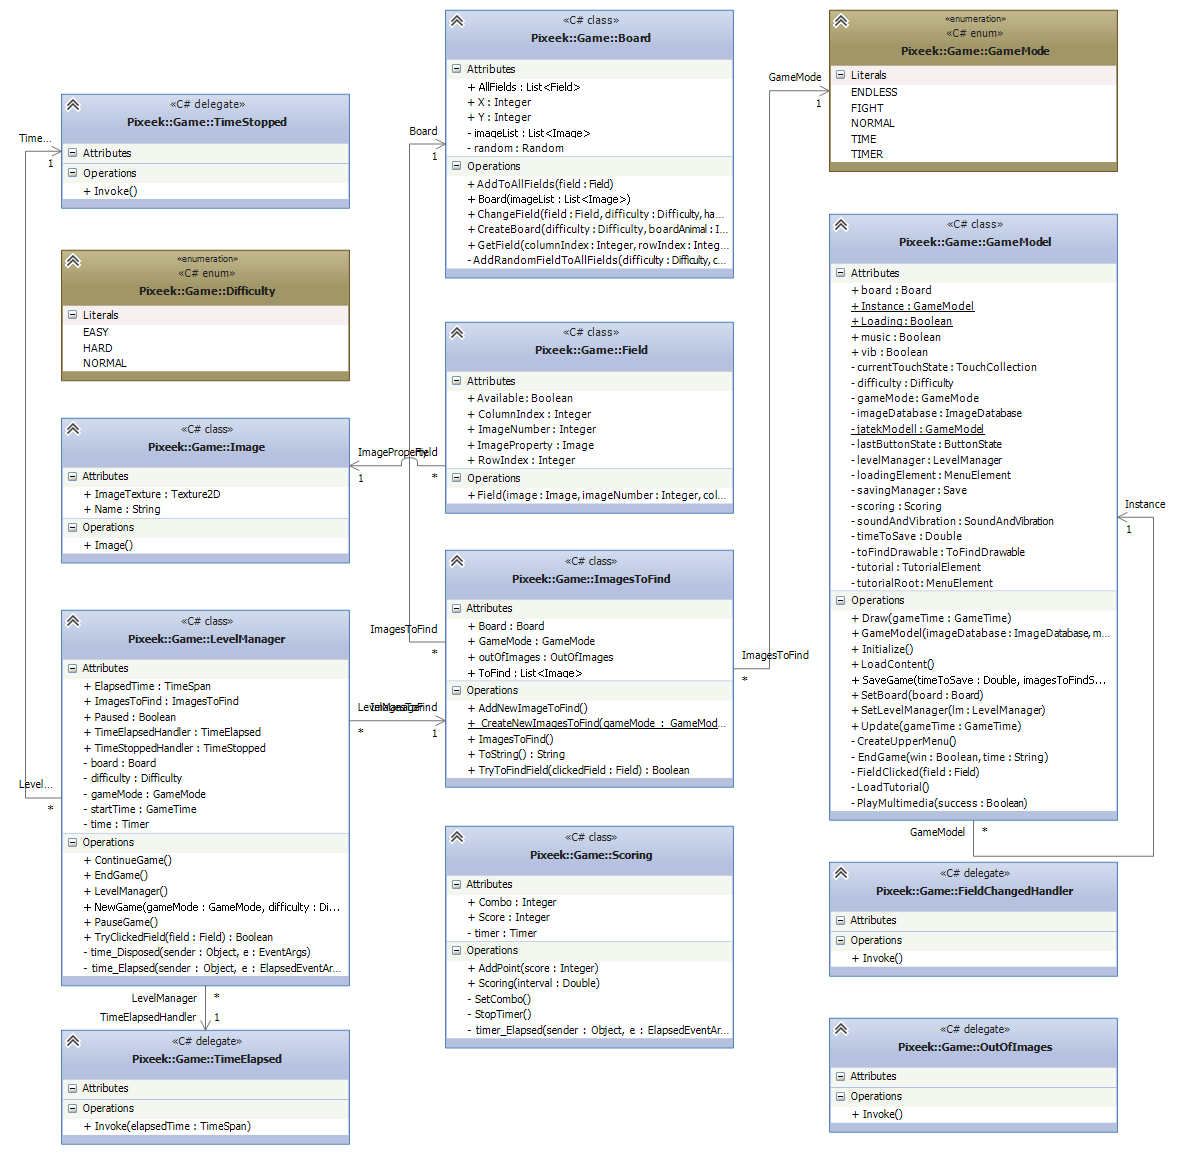 «C# delegate»
Pixeek::Game::TimeStopped
Attributes
Operations
+ Invoke()
Time...
1
«enumeration»
«C# enum»
Pixeek::Game::Difficulty
Literals
EASY
HARD
NORMAL
«C# class»
Pixeek::Game::Image
Attributes
+ ImageTexture : Texture2D
+ Name : String
Operations
+ Image()
«C# class»
Pixeek::Game::LevelManager
Attributes
+ ElapsedTime : TimeSpan
+ ImagesToFind : ImagesToFind
+ Paused : Boolean
+ TimeElapsedHandler : TimeElapsed
+ TimeStoppedHandler : TimeStopped
- board : Board
- difficulty : Difficulty
- gameMode : GameMode
- startTime : GameTime
- time : Timer
Operations
+ ContinueGame()
+ EndGame()
+ LevelManager()
+ NewGame(gameMode : GameMode, difficulty : Di...
+ PauseGame()
+ TryClickedField(field : Field) : Boolean
- time_Disposed(sender : Object, e : EventArgs)
- time_Elapsed(sender : Object, e : ElapsedEventAr...
Level...
*
LevelManager
*
TimeElapsedHandler
1
«C# delegate»
Pixeek::Game::TimeElapsed
Attributes
Operations
+ Invoke(elapsedTime : TimeSpan)
«C# class»
Pixeek::Game::Board
Attributes
+ AllFields : List<Field>
+ X : Integer
+ Y : Integer
- imageList : List<Image>
- random : Random
Operations
+ AddToAllFields(field : Field)
+ Board(imageList : List<Image>)
+ ChangeField(field : Field, difficulty : Difficulty, ha...
+ CreateBoard(difficulty : Difficulty, boardAnimal : I...
+ GetField(columnIndex : Integer, rowIndex : Integ...
- AddRandomFieldToAllFields(difficulty : Difficulty, c...
Board
1
«C# class»
Pixeek::Game::Field
Attributes
+ Available : Boolean
+ ColumnIndex : Integer
+ ImageNumber : Integer
+ ImageProperty : Image
+ RowIndex : Integer
Operations
+ Field(image : Image, imageNumber : Integer, col...
ImageProperty
Field
1
*
«C# class»
Pixeek::Game::ImagesToFind
Attributes
+ Board : Board
+ GameMode : GameMode
+ outOfImages : OutOfImages
+ ToFind : List<Image>
Operations
+ AddNewImageToFind()
+ CreateNewImagesToFind(gameMode : GameMod...
+ ImagesToFind()
+ ToString() : String
+ TryToFindField(clickedField : Field) : Boolean
ImagesToFind
*
LevelManager
ImagesToFind
*
1
ImagesToFind
*
«C# class»
Pixeek::Game::Scoring
Attributes
+ Combo : Integer
+ Score : Integer
- timer : Timer
Operations
+ AddPoint(score : Integer)
+ Scoring(interval : Double)
- SetCombo()
- StopTimer()
- timer_Elapsed(sender : Object, e : ElapsedEventAr...
GameMode
1
«enumeration»
«C# enum»
Pixeek::Game::GameMode
Literals
ENDLESS
FIGHT
NORMAL
TIME
TIMER
«C# class»
Pixeek::Game::GameModel
Attributes
+ board : Board
+ Instance : GameModel
+ Loading : Boolean
+ music : Boolean
+ vib : Boolean
- currentTouchState : TouchCollection
- difficulty : Difficulty
- gameMode : GameMode
- imageDatabase : ImageDatabase
- jatekModell : GameModel
- lastButtonState : ButtonState
- levelManager : LevelManager
- loadingElement : MenuElement
- savingManager : Save
- scoring : Scoring
- soundAndVibration : SoundAndVibration
- timeToSave : Double
- toFindDrawable : ToFindDrawable
- tutorial : TutorialElement
- tutorialRoot : MenuElement
Operations
+ Draw(gameTime : GameTime)
+ GameModel(imageDatabase : ImageDatabase, m...
+ Initialize()
+ LoadContent()
+ SaveGame(timeToSave : Double, imagesToFindS...
+ SetBoard(board : Board)
+ SetLevelManager(lm : LevelManager)
+ Update(gameTime : GameTime)
- CreateUpperMenu()
- EndGame(win : Boolean, time : String)
- FieldClicked(field : Field)
- LoadTutorial()
- PlayMultimedia(success : Boolean)
Instance
1
GameModel
*
«C# delegate»
Pixeek::Game::FieldChangedHandler
Attributes
Operations
+ Invoke()
«C# delegate»
Pixeek::Game::OutOfImages
Attributes
Operations
+ Invoke()